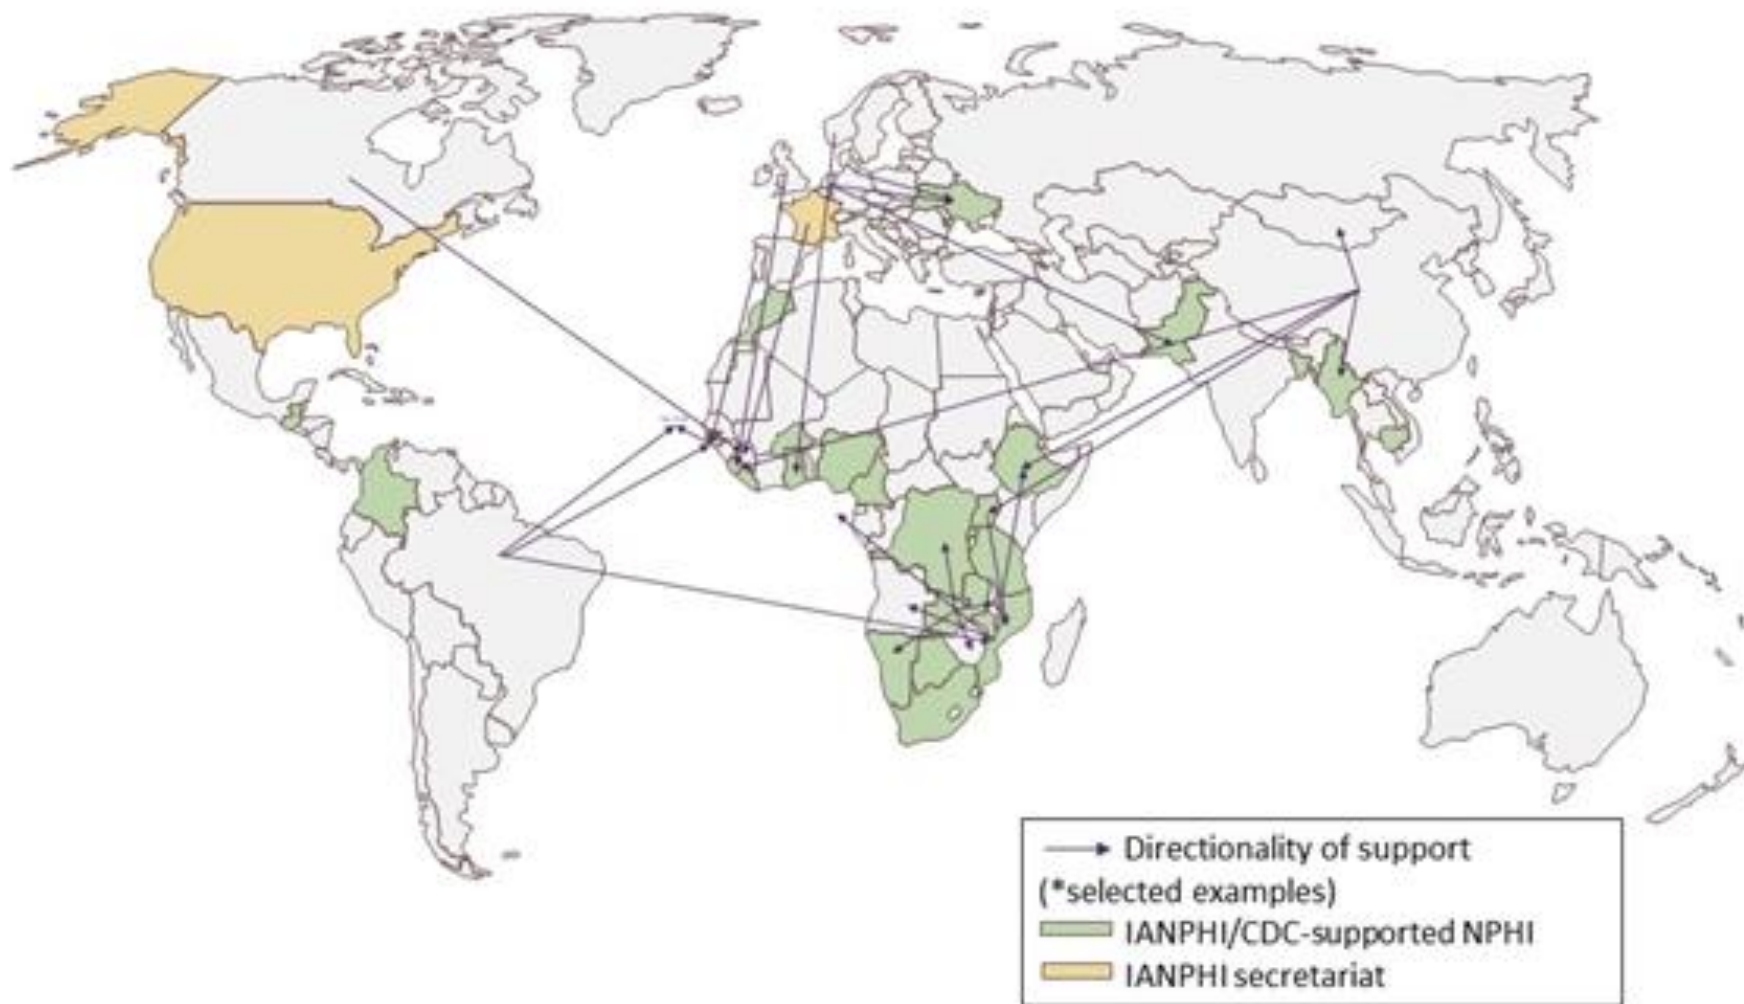 Directionality of support
(*selected examples)
IANPHI/CDC-supported NPHI
IANPHI secretariat